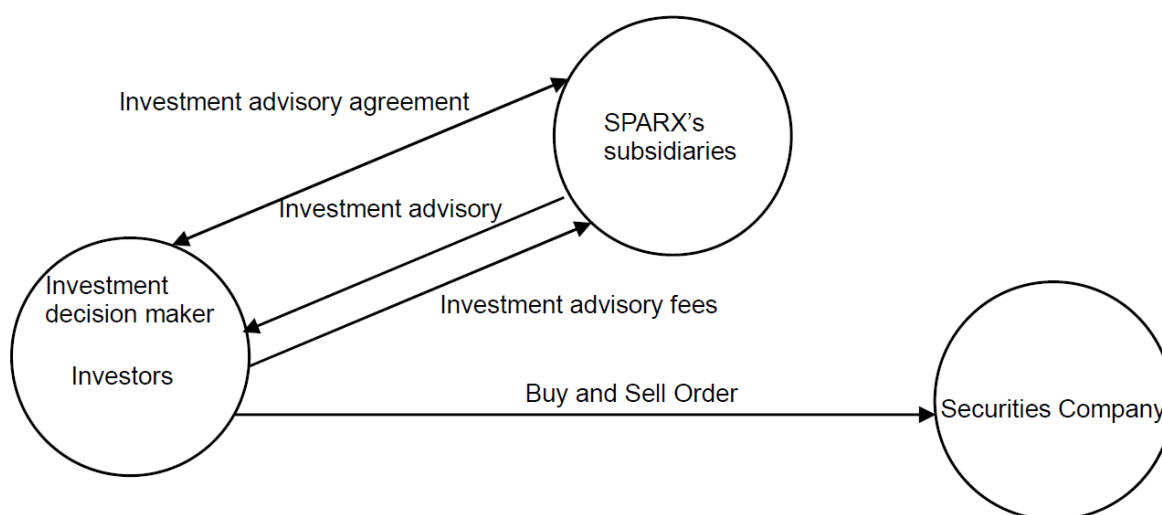 Investment advisory agreement
SPARX’s
subsidiaries
Investment advisory
Investment
decision maker
Investors
Investment advisory fees
Buy and Sell Order
Securities Company